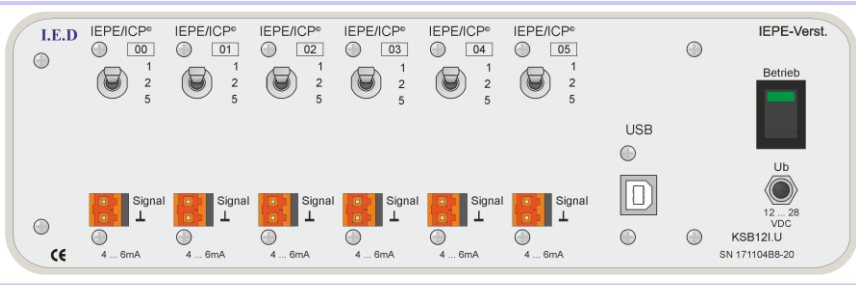 I.E.D
IEPE/ICP® IEPE/ICP® IEPE/ICP® IEPE/ICP® IEPE/ICP® IEPE/ICP®
IEPE-Verst.
00 01 02 03 04 05
1 1 1 1 1 1
2 2 2 2 2 2
5 5 5 5 5 5
Betrieb
USB
Ub
Signal Signal Signal Signal Signal Signal
12 ... 28
VDC
KSB12I.U
CE 4 ... 6mA 4 ... 6mA 4 ... 6mA 4 ... 6mA 4 ... 6mA 4 ... 6mA
SN 171104B8-20